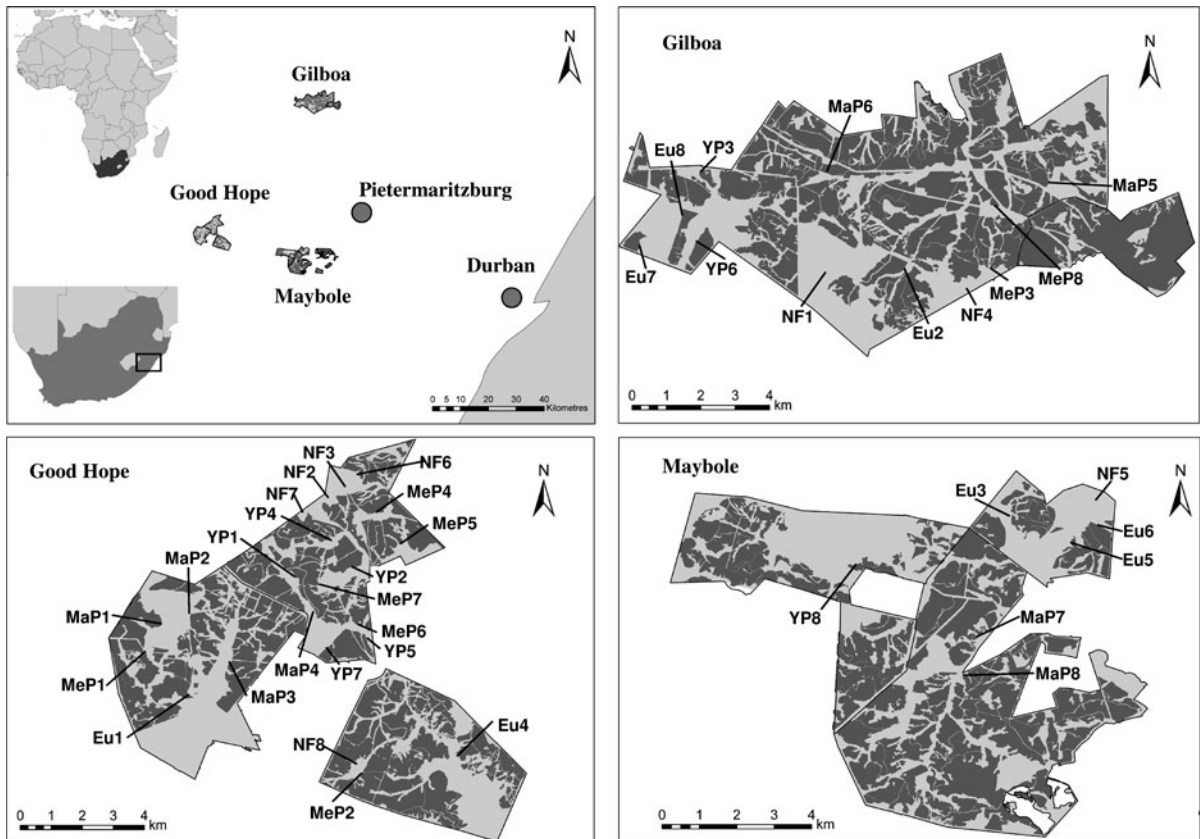 N
Gilboa
Good Hope
Pietermaritzburg
Durban
Maybole
0 5 10 20 30 40
Kilometres
Gilboa
N
MaP6
YP3
Eu8
MaP5
Eu7
YP6
MeP8
MeP3
NF1
Eu2
NF4
0 1 2 4
km
Good Hope
N
NF3
NF2
NF6
NF7
MeP4
YP4
MeP5
YP1
MaP2
YP2
MeP7
MaP1
MeP6
YP5
MeP1
MaP4
YP7
MaP3
Eu1
Eu4
NF8
MeP2
0 1 2 4
km
Maybole
N
NF5
Eu3
Eu6
Eu5
YP8
MaP7
MaP8
0 1 2 4
km